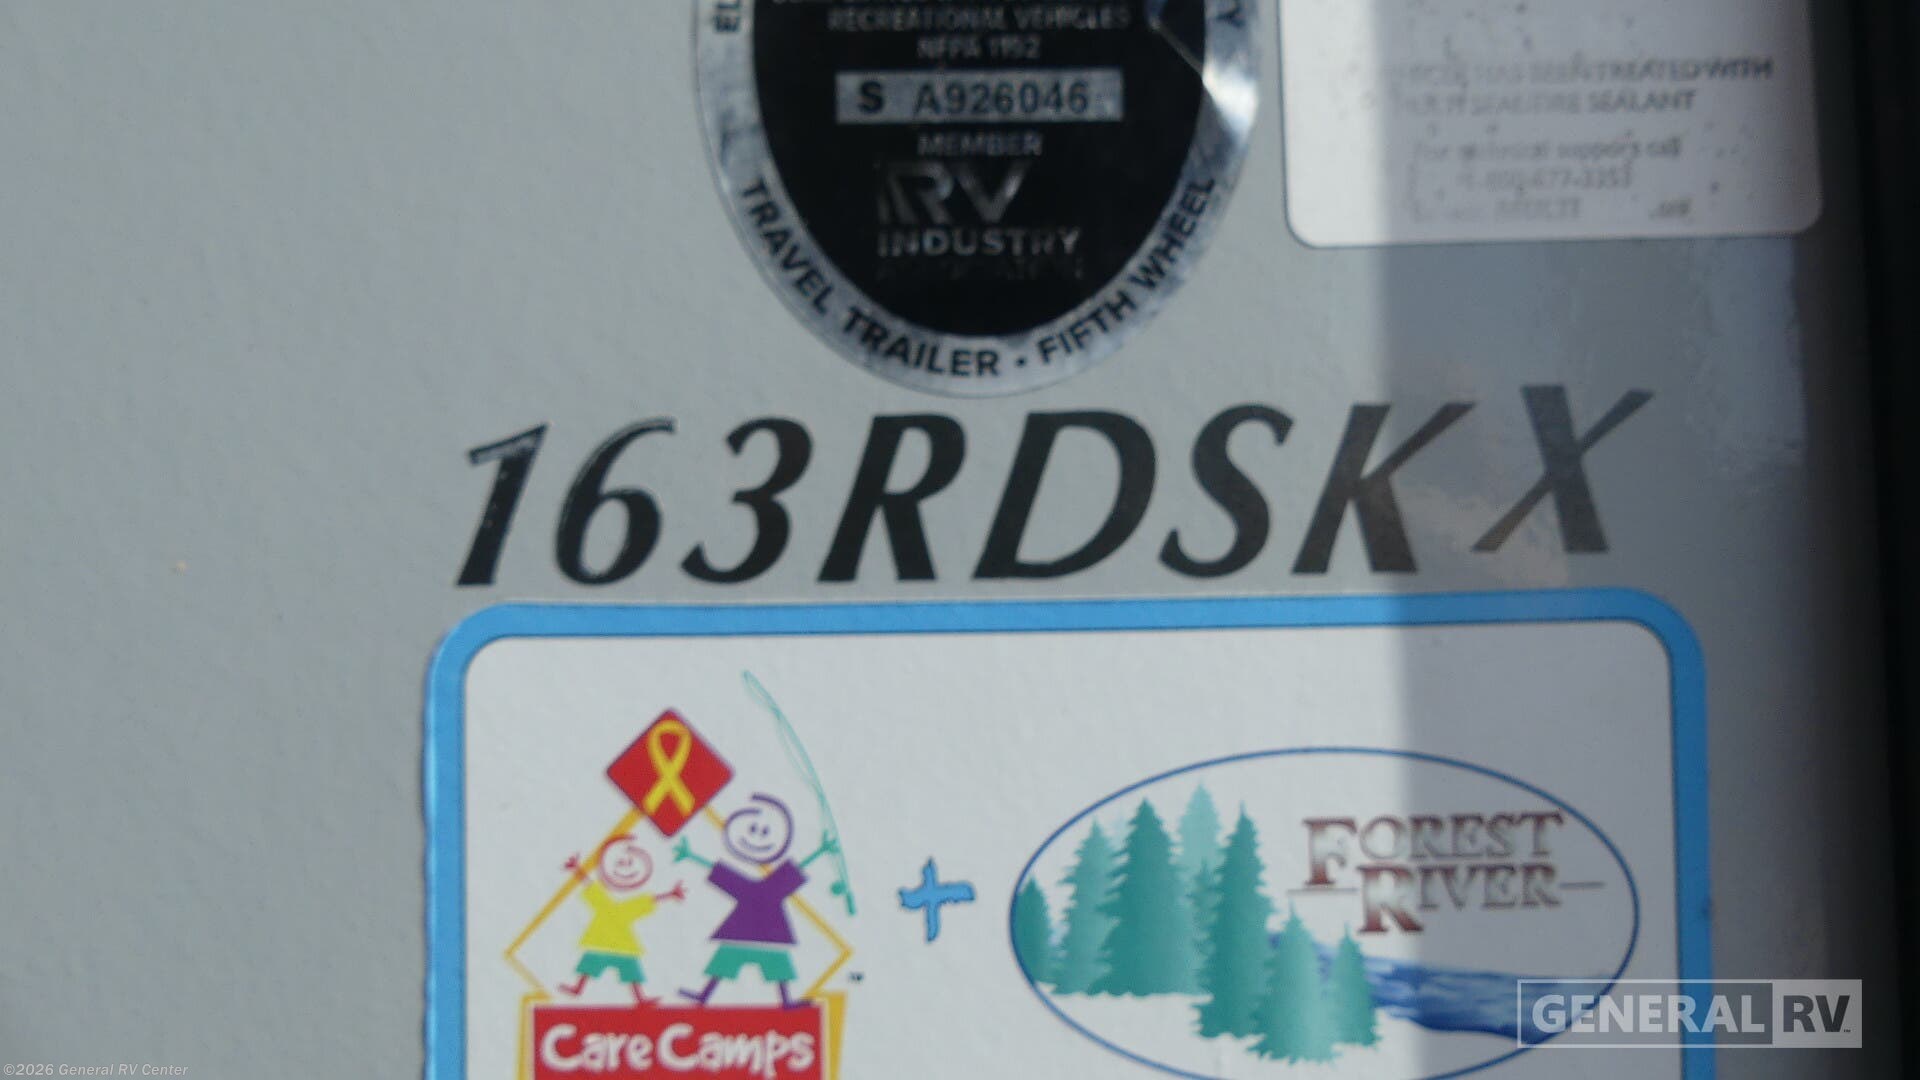 RECREATIONAL VEHICLES
NFPA 1192
S A926046
MEMBER
RV
INDUSTRY
TRAVEL TRAILER • FIFTH WHEEL
SEALANT
163RDSKX
FOREST
RIVER
Care Camps
GENERAL RV
©2026 General RV Center